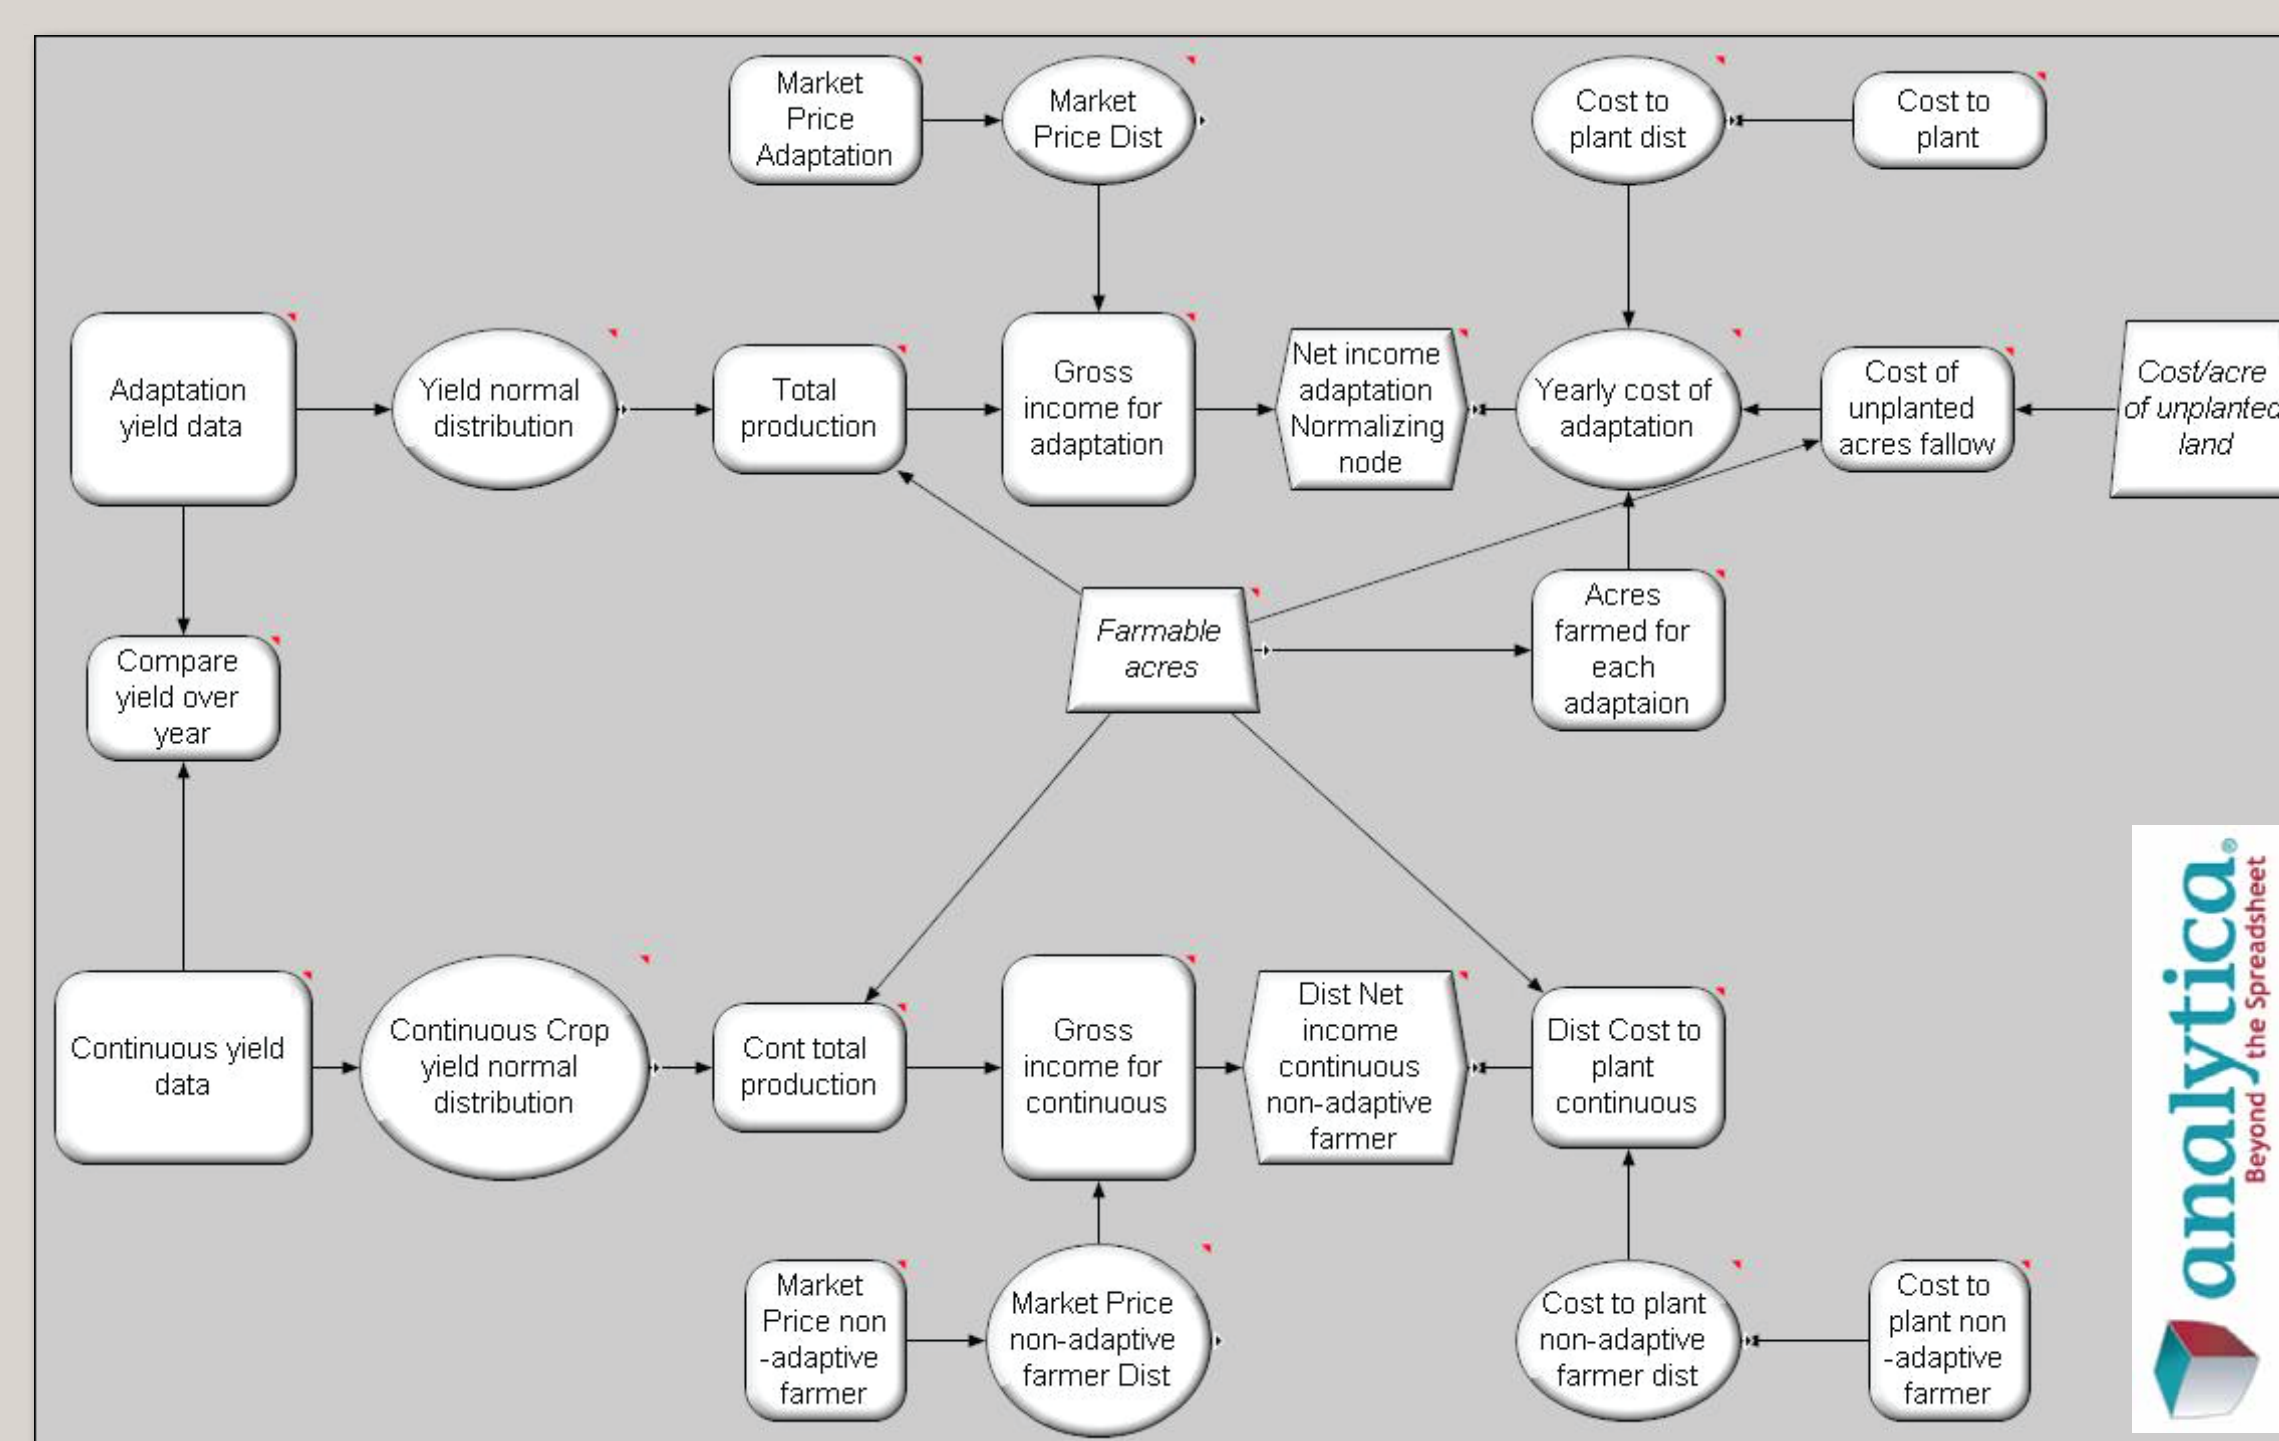 Market
Price
Adaptation
Market
Price Dist
Cost to
plant dist
Cost to
plant
Adaptation
yield data
Yield normal
distribution
Total
production
Gross
income for
adaptation
Net income
adaptation
Normalizing
node
Yearly cost of
adaptation
Cost of
unplanted
acres fallow
Cost/acre
of unplanted
land
Compare
yield over
year
Farmable
acres
Acres
farmed for
each
adaptaion
Continuous yield
data
Continuous Crop
yield normal
distribution
Cont total
production
Gross
income for
continuous
Dist Net
income
continuous
non-adaptive
farmer
Dist Cost to
plant
continuous
Market
Price non
-adaptive
farmer
Market Price
non-adaptive
farmer Dist
Cost to plant
non-adaptive
farmer dist
Cost to
plant non
-adaptive
farmer
analytica®
Beyond the Spreadsheet